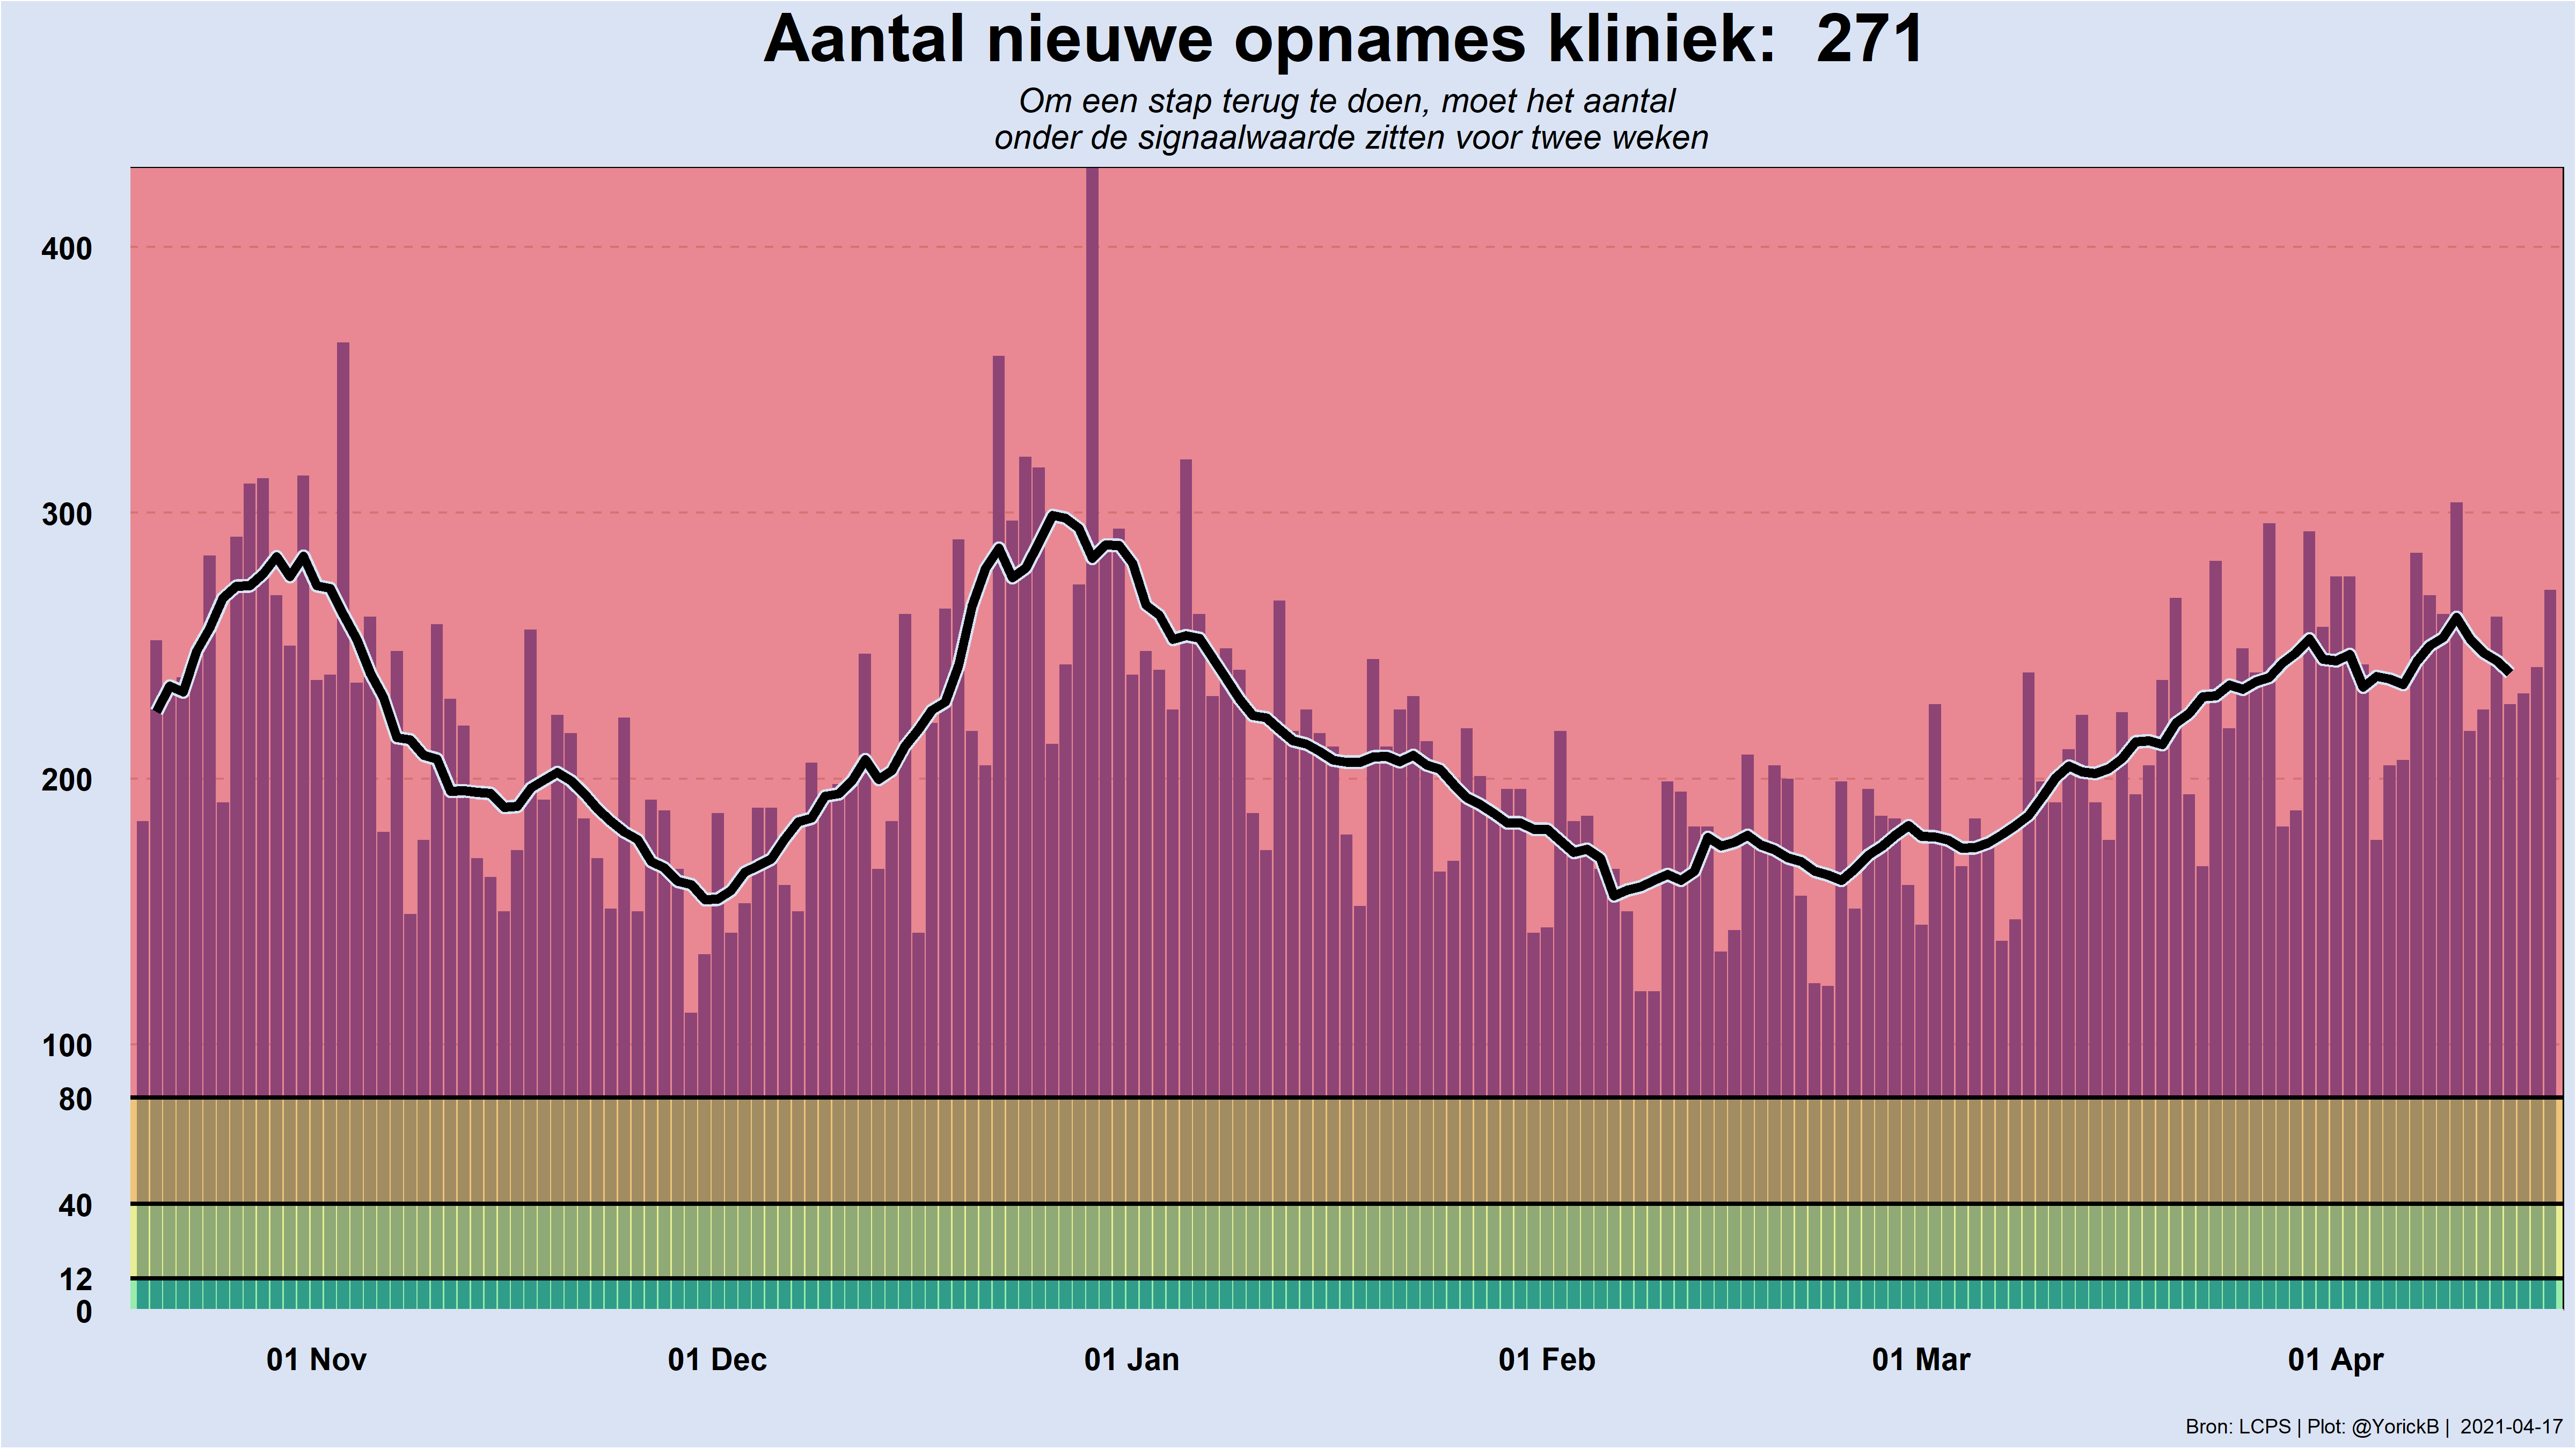 Aantal nieuwe opnames kliniek:  271
Om een stap terug te doen, moet het aantal
onder de signaalwaarde zitten voor twee weken
400
300
200
100
80
40
12
0
01 Nov 01 Dec 01 Jan 01 Feb 01 Mar 01 Apr
Bron: LCPS | Plot: @YorickB |  2021-04-17